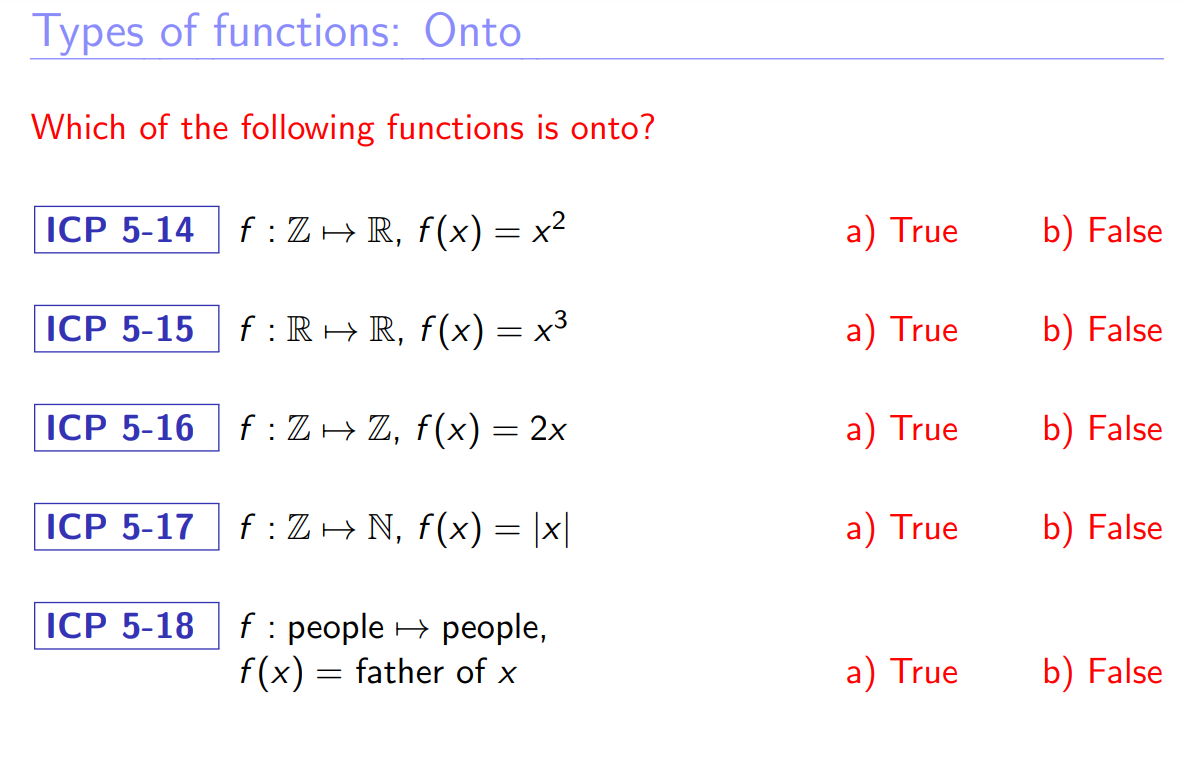 Types of functions: Onto
Which of the following functions is onto?
ICP 5-14 f : ℤ ↦ ℝ, f(x) = x² a) True b) False
ICP 5-15 f : ℝ ↦ ℝ, f(x) = x³ a) True b) False
ICP 5-16 f : ℤ ↦ ℤ, f(x) = 2x a) True b) False
ICP 5-17 f : ℤ ↦ ℕ, f(x) = |x| a) True b) False
ICP 5-18 f : people ↦ people,
f(x) = father of x a) True b) False